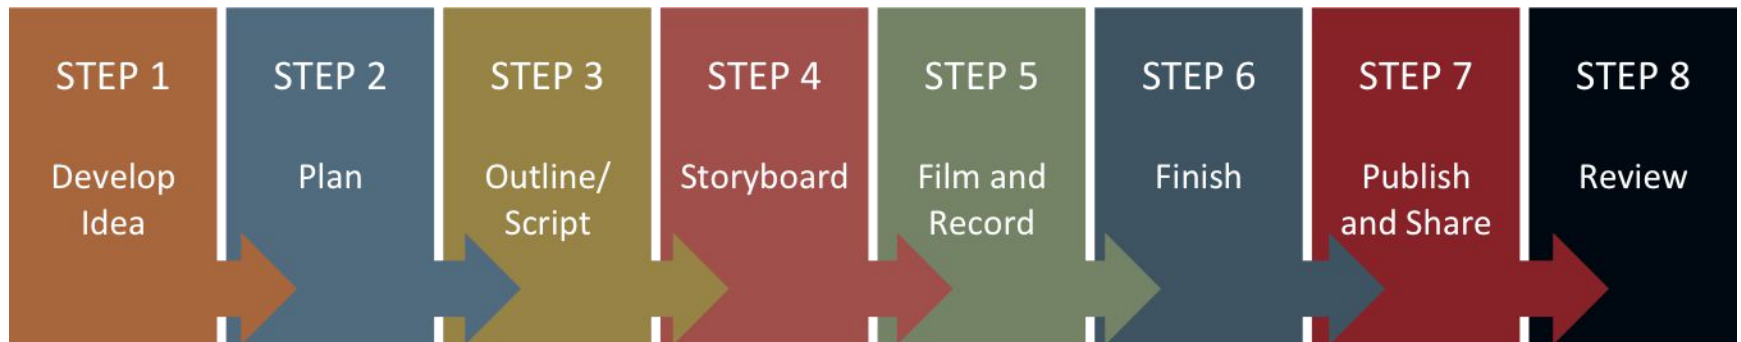 STEP 1
Develop
Idea
STEP 2
Plan
STEP 3
Outline/
Script
STEP 4
Storyboard
STEP 5
Film and
Record
STEP 6
Finish
STEP 7
Publish
and Share
STEP 8
Review